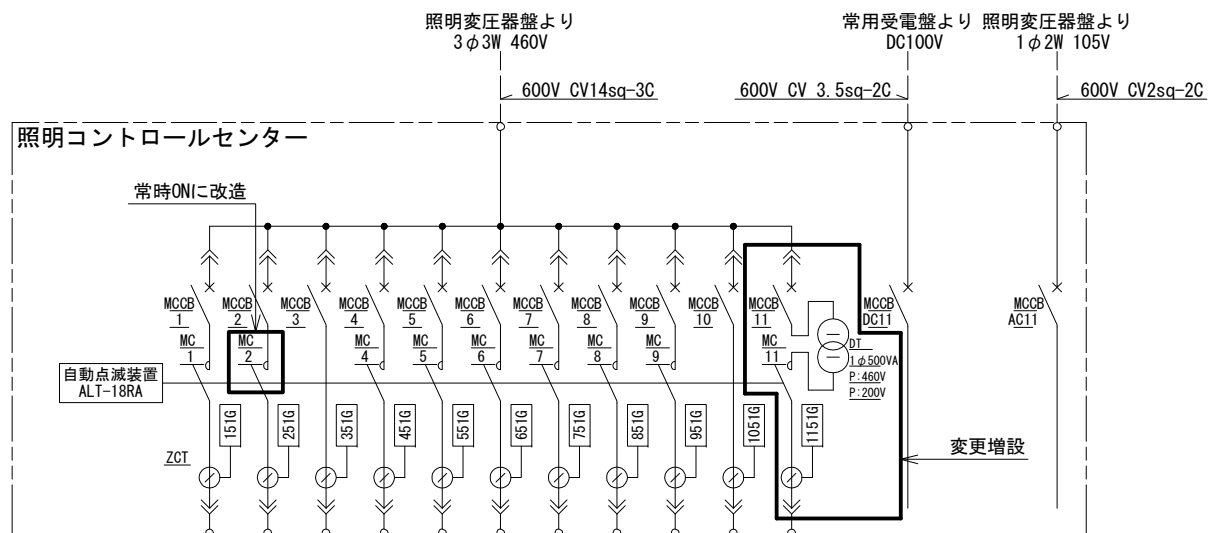 照明変圧器盤より
3φ3W 460V
常用受電盤より
DC100V
照明変圧器盤より
1φ2W 105V
600V CV14sq-3C
600V CV 3.5sq-2C
600V CV2sq-2C
照明コントロールセンター
常時ONに改造
MCCB
1
MCCB
2
MCCB
3
MCCB
4
MCCB
5
MCCB
6
MCCB
7
MCCB
8
MCCB
9
MCCB
10
MCCB
11
MCCB
DC11
MCCB
AC11
MC
1
MC
2
MC
4
MC
5
MC
6
MC
7
MC
8
MC
9
MC
11
DT
1φ500VA
P:460V
P:200V
自動点滅装置
ALT-18RA
151G
251G
351G
451G
551G
651G
751G
851G
951G
1051G
1151G
変更増設
ZCT